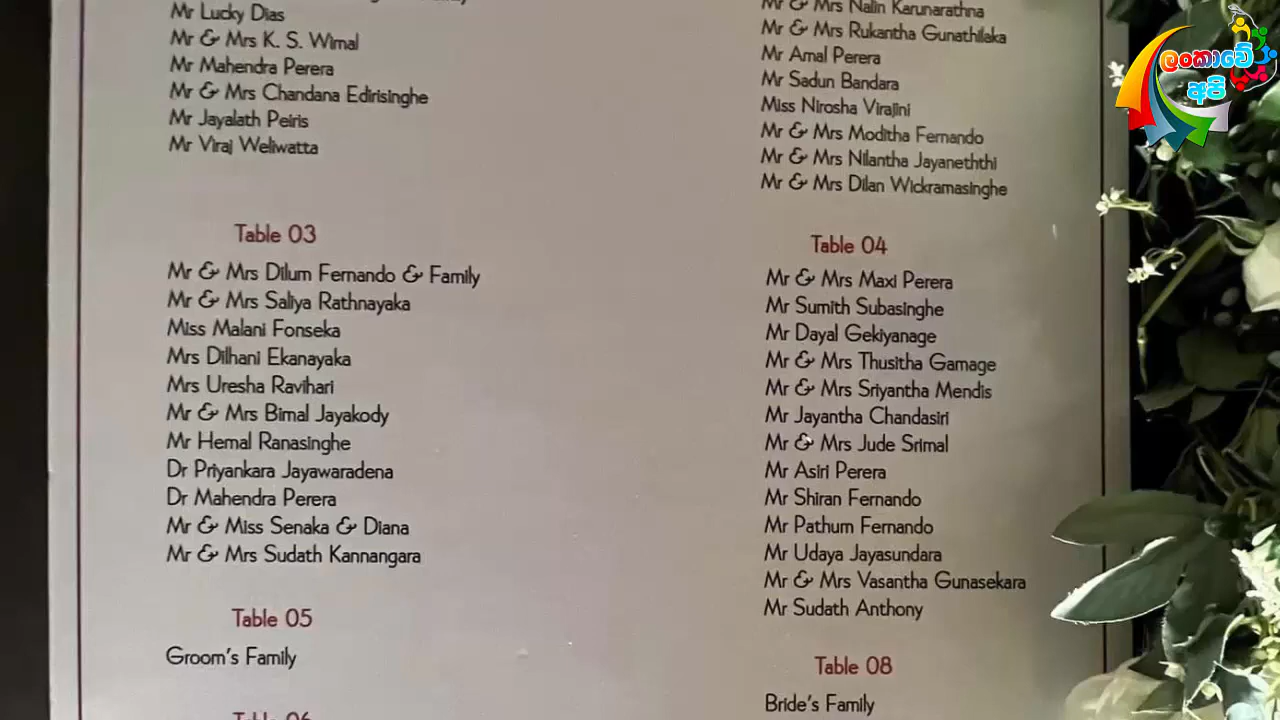 Mr Lucky Dias
Mr & Mrs K. S. Wimal
Mr Mahendra Perera
Mr & Mrs Chandana Edirisinghe
Mr Jayalath Peiris
Mr Viraj Weliwatta
Table 03
Mr & Mrs Dilum Fernando & Family
Mr & Mrs Saliya Rathnayaka
Miss Malani Fonseka
Mrs Dilhani Ekanayaka
Mrs Uresha Ravihari
Mr & Mrs Bimal Jayakody
Mr Hemal Ranasinghe
Dr Priyankara Jayawaradena
Dr Mahendra Perera
Mr & Miss Senaka & Diana
Mr & Mrs Sudath Kannangara
Table 05
Groom's Family
Table 06
Mr & Mrs Nalin Karunarathna
Mr & Mrs Rukantha Gunathilaka
Mr Amal Perera
Mr Sadun Bandara
Miss Nirosha Virajini
Mr & Mrs Moditha Fernando
Mr & Mrs Nilantha Jayaneththi
Mr & Mrs Dilan Wickramasinghe
Table 04
Mr & Mrs Maxi Perera
Mr Sumith Subasinghe
Mr Dayal Gekiyanage
Mr & Mrs Thusitha Gamage
Mr & Mrs Sriyantha Mendis
Mr Jayantha Chandasiri
Mr & Mrs Jude Srimal
Mr Asiri Perera
Mr Shiran Fernando
Mr Pathum Fernando
Mr Udaya Jayasundara
Mr & Mrs Vasantha Gunasekara
Mr Sudath Anthony
Table 08
Bride's Family
ලංකාවේ
අපි